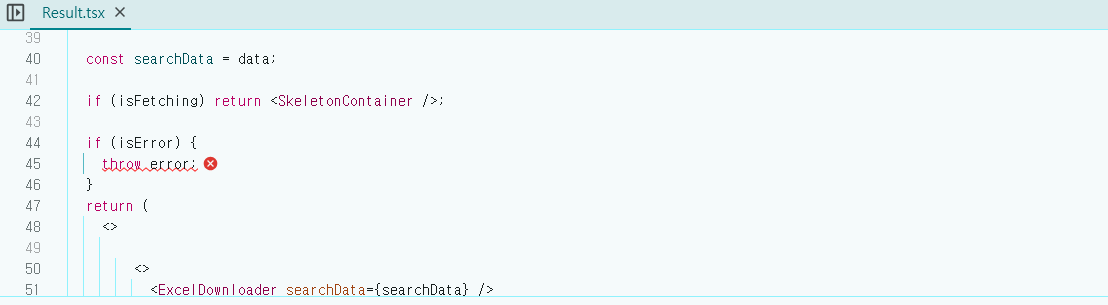 Result.tsx ×
39
40 const searchData = data;
41
42 if (isFetching) return <SkeletonContainer />;
43
44 if (isError) {
45 throw error;
46 }
47 return (
48 <>
49
50 <>
51 <ExcelDownloader searchData={searchData} />